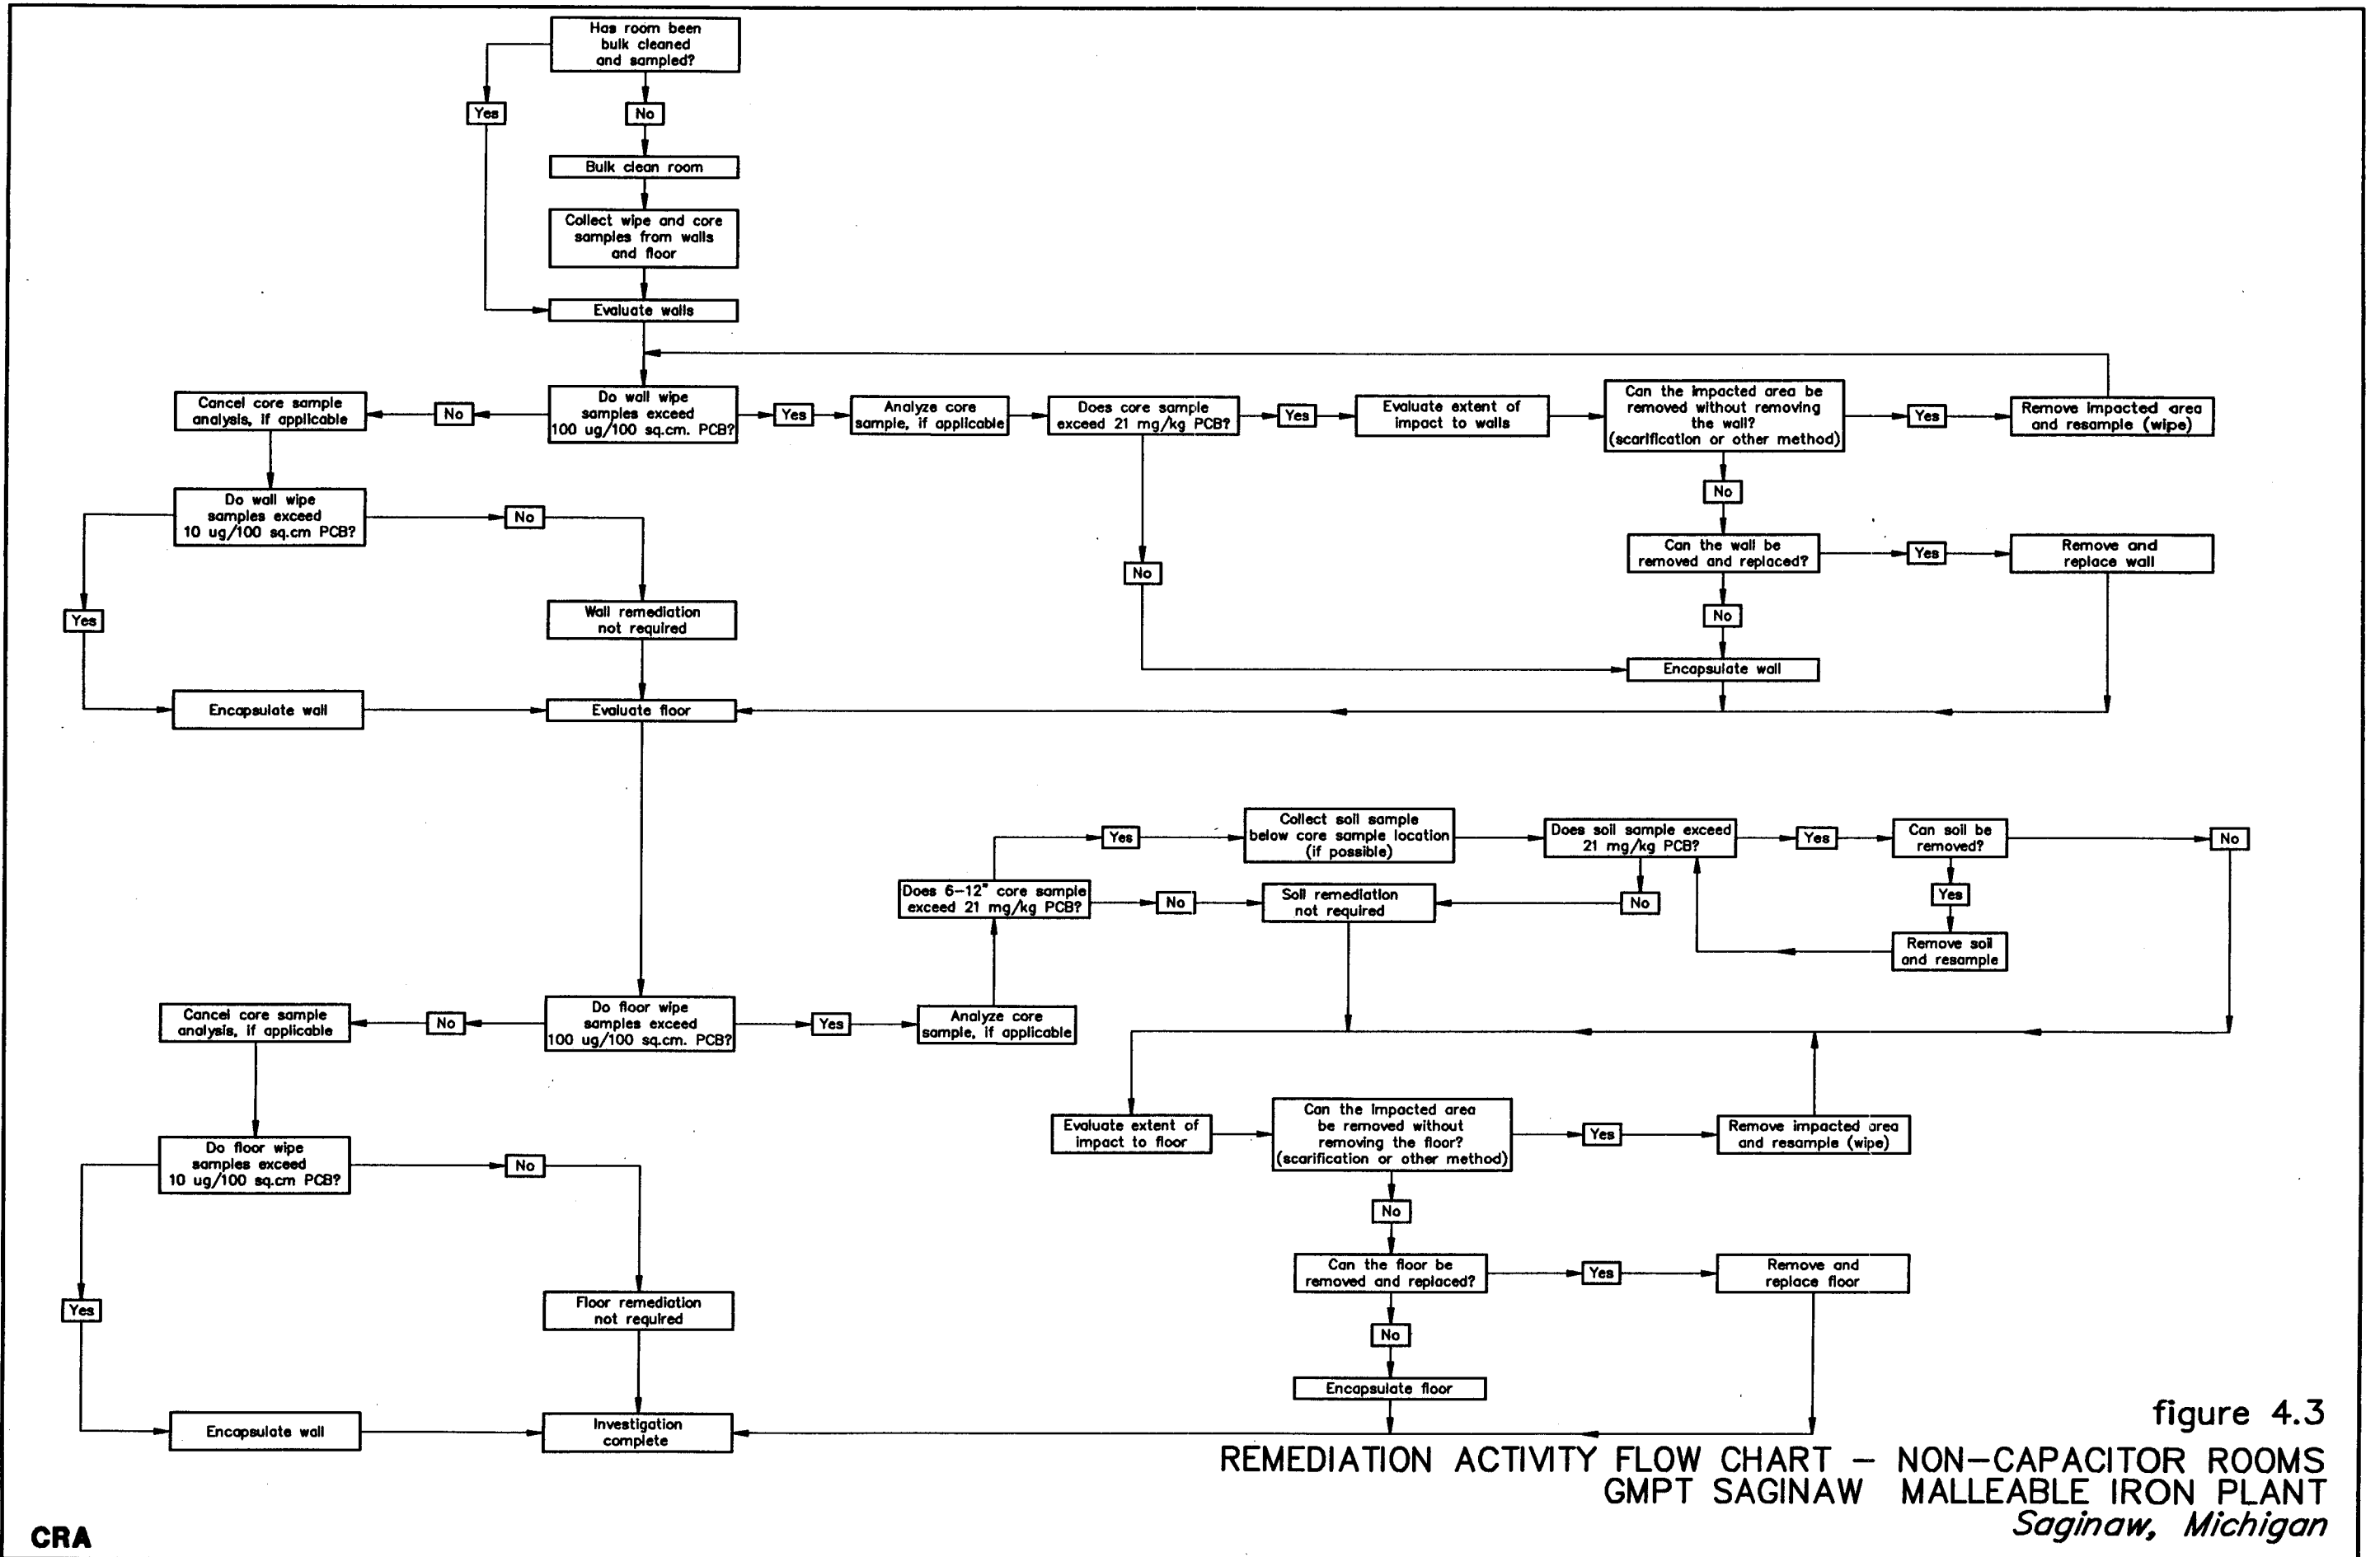 Has room been
bulk cleaned
and sampled?
Yes
No
Bulk clean room
Collect wipe and core
samples from walls
and floor
Evaluate walls
Cancel core sample
analysis, if applicable
No
Do wall wipe
samples exceed
100 ug/100 sq.cm. PCB?
Yes
Analyze core
sample, if applicable
Does core sample
exceed 21 mg/kg PCB?
Yes
Evaluate extent of
impact to walls
Can the impacted area be
removed without removing
the wall?
(scarification or other method)
Yes
Remove impacted area
and resample (wipe)
No
Do wall wipe
samples exceed
10 ug/100 sq.cm PCB?
No
Can the wall be
removed and replaced?
Yes
Remove and
replace wall
No
Yes
Wall remediation
not required
No
Encapsulate wall
Encapsulate wall
Evaluate floor
Collect soil sample
below core sample location
(if possible)
Yes
Does soil sample exceed
21 mg/kg PCB?
Yes
Can soil be
removed?
No
Does 6-12" core sample
exceed 21 mg/kg PCB?
No
Soil remediation
not required
No
Yes
Remove soil
and resample
Cancel core sample
analysis, if applicable
No
Do floor wipe
samples exceed
100 ug/100 sq.cm. PCB?
Yes
Analyze core
sample, if applicable
Evaluate extent of
impact to floor
Can the impacted area
be removed without
removing the floor?
(scarification or other method)
Yes
Remove impacted area
and resample (wipe)
Do floor wipe
samples exceed
10 ug/100 sq.cm PCB?
No
No
Can the floor be
removed and replaced?
Yes
Remove and
replace floor
Yes
Floor remediation
not required
No
Encapsulate floor
Encapsulate wall
Investigation
complete
figure 4.3
REMEDIATION ACTIVITY FLOW CHART – NON-CAPACITOR ROOMS
GMPT SAGINAW MALLEABLE IRON PLANT
Saginaw, Michigan
CRA